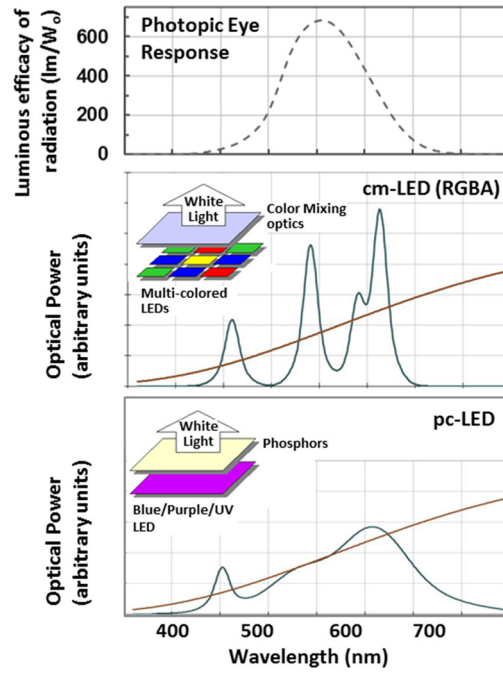 Photopic Eye
Response
Luminous efficacy of
radiation (lm/Wₒ)
600
400
200
0
cm-LED (RGBA)
White
Light
Color Mixing
optics
Multi-colored
LEDs
Optical Power
(arbitrary units)
pc-LED
White
Light
Phosphors
Blue/Purple/UV
LED
Optical Power
(arbitrary units)
400 500 600 700
Wavelength (nm)